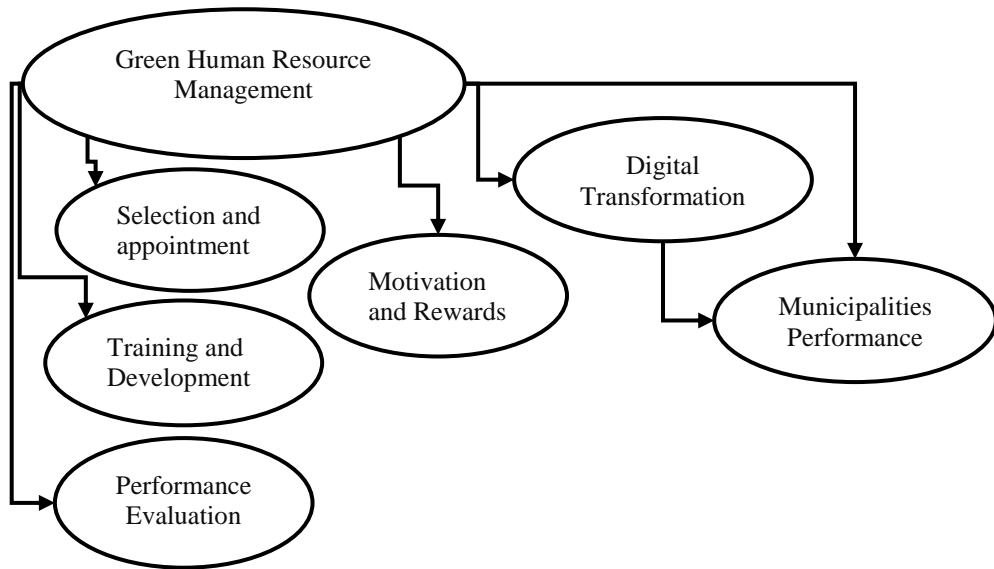 Green Human Resource
Management
Digital
Transformation
Selection and
appointment
Motivation
and Rewards
Municipalities
Performance
Training and
Development
Performance
Evaluation